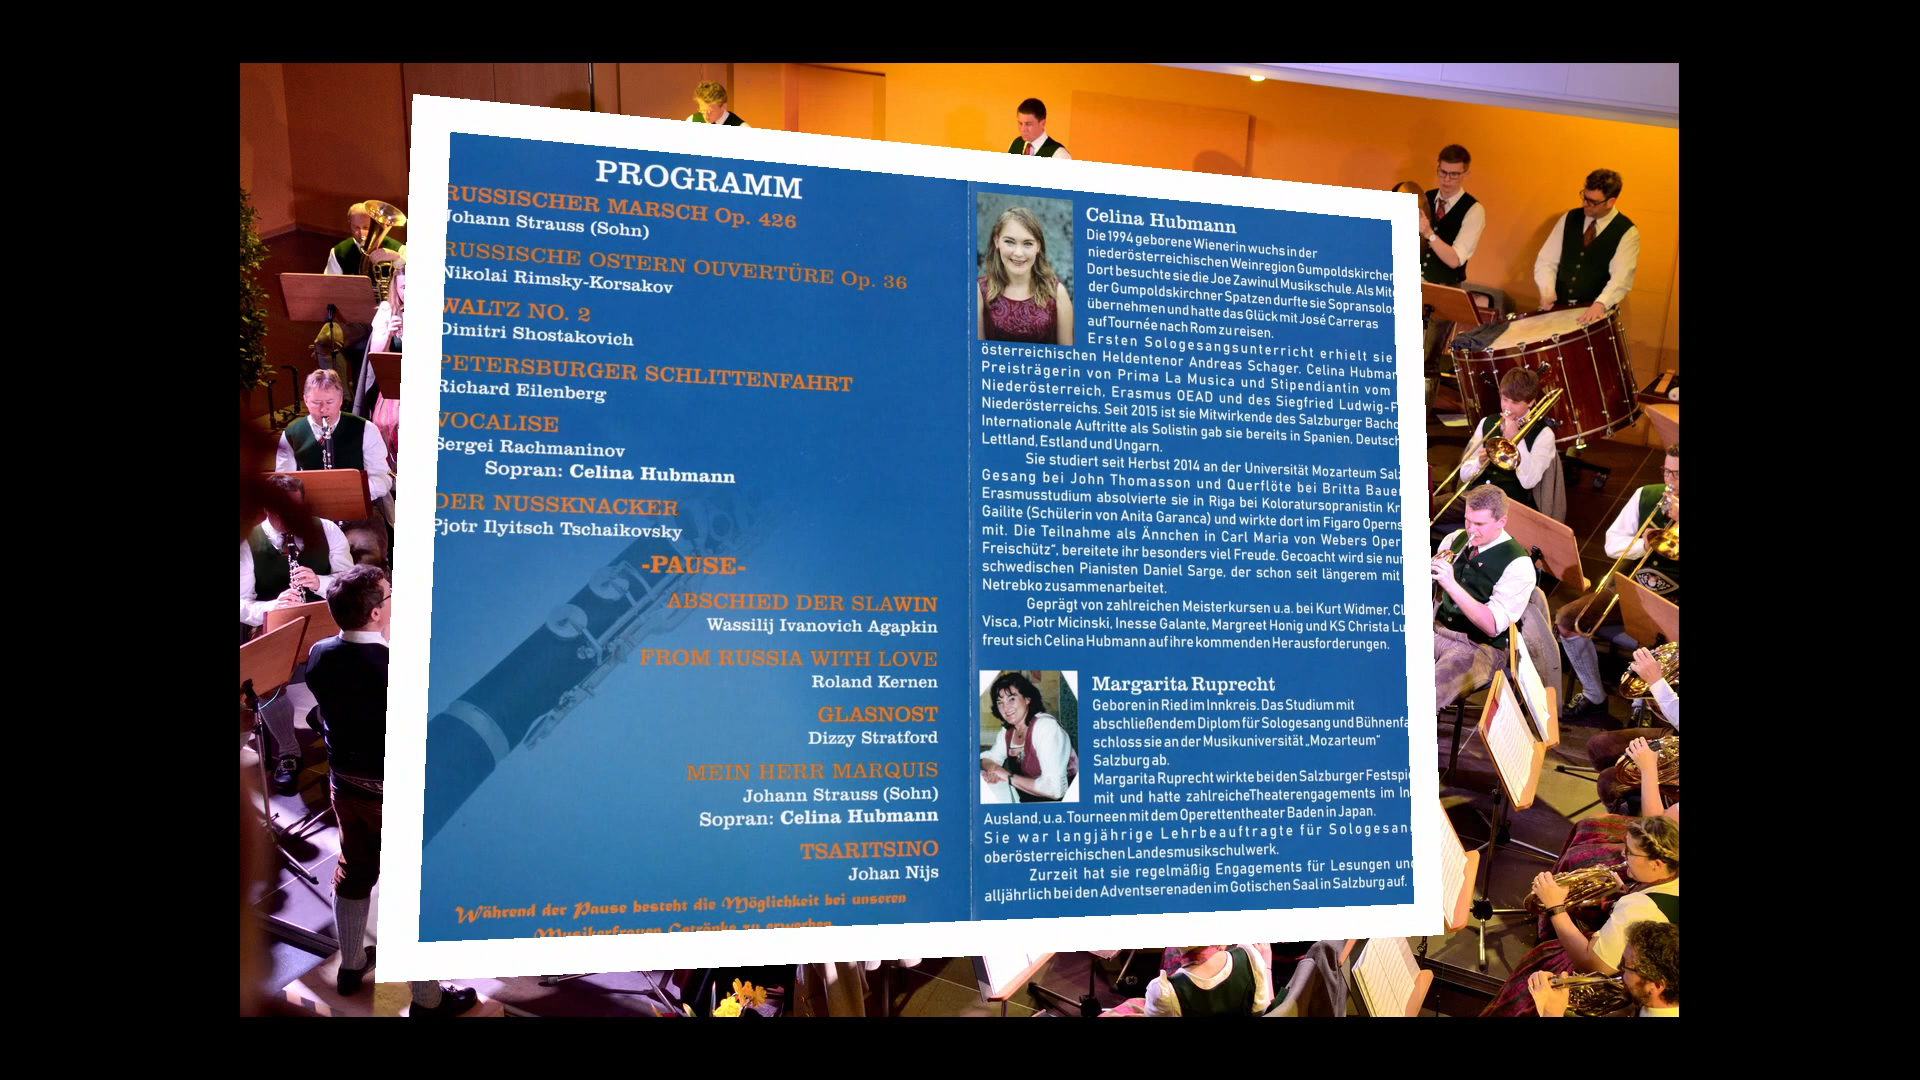 PROGRAMM
RUSSISCHER MARSCH Op. 426
Johann Strauss (Sohn)
RUSSISCHE OSTERN OUVERTÜRE Op. 36
Nikolai Rimsky-Korsakov
WALTZ NO. 2
Dimitri Shostakovich
PETERSBURGER SCHLITTENFAHRT
Richard Eilenberg
VOCALISE
Sergei Rachmaninov
Sopran: Celina Hubmann
DER NUSSKNACKER
Pjotr Ilyitsch Tschaikovsky
-PAUSE-
ABSCHIED DER SLAWIN
Wassilij Ivanovich Agapkin
FROM RUSSIA WITH LOVE
Roland Kernen
GLASNOST
Dizzy Stratford
MEIN HERR MARQUIS
Johann Strauss (Sohn)
Sopran: Celina Hubmann
TSARITSINO
Johan Nijs
Während der Pause besteht die Möglichkeit bei unseren
Musikerfrauen Getränke zu erwerben
Celina Hubmann
Die 1994 geborene Wienerin wuchs in der
niederösterreichischen Weinregion Gumpoldskirchen
Dort besuchte sie die Joe Zawinul Musikschule. Als
der Gumpoldskirchner Spatzen durfte sie
übernehmen und hatte das Glück mit José Carreras
auf Tournée nach Rom zu reisen.
Ersten Sologesangsunterricht erhielt sie
österreichischen Heldentenor Andreas Schager. Celina
Preisträgerin von Prima La Musica und Stipendiantin vom
Niederösterreich, Erasmus OEAD und des Siegfried
Niederösterreichs. Seit 2015 ist sie Mitwirkende des Salzburger
Internationale Auftritte als Solistin gab sie bereits in Spanien,
Lettland, Estland und Ungarn.
Sie studiert seit Herbst 2014 an der Universität Mozarteum
Gesang bei John Thomasson und Querflöte bei Britta
Erasmusstudium absolvierte sie in Riga bei Koloratursopranistin
Gailite (Schülerin von Anita Garanca) und wirkte dort im Figaro
mit. Die Teilnahme als Ännchen in Carl Maria von Webers
Freischütz", bereitete ihr besonders viel Freude. Gecoacht wird sie
schwedischen Pianisten Daniel Sarge, der schon seit längerem mit
Netrebko zusammenarbeitet.
Geprägt von zahlreichen Meisterkursen u.a. bei Kurt Widmer,
Visca, Piotr Micinski, Inesse Galante, Margreet Honig und KS Christa
freut sich Celina Hubmann auf ihre kommenden Herausforderungen.
Margarita Ruprecht
Geboren in Ried im Innkreis. Das Studium mit
abschließendem Diplom für Sologesang und
schloss sie an der Musikuniversität „Mozarteum"
Salzburg ab.
Margarita Ruprecht wirkte bei den Salzburger
mit und hatte zahlreicheTheaterengagements im
Ausland, u.a. Tourneen mit dem Operettentheater Baden in Japan.
Sie war langjährige Lehrbeauftragte für Sologesang
oberösterreichischen Landesmusikschulwerk.
Zurzeit hat sie regelmäßig Engagements für Lesungen und
alljährlich bei den Adventserenaden im Gotischen Saal in Salzburg auf.